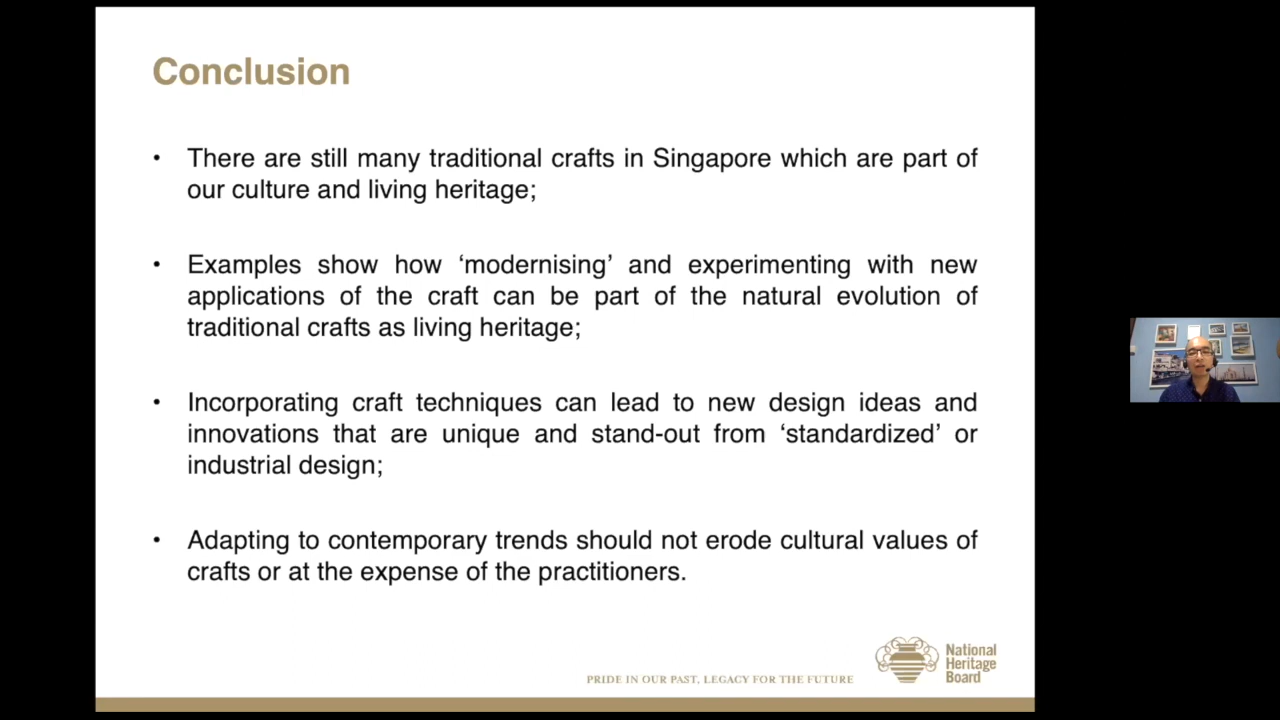 Conclusion
• There are still many traditional crafts in Singapore which are part of
our culture and living heritage;
• Examples show how ‘modernising’ and experimenting with new
applications of the craft can be part of the natural evolution of
traditional crafts as living heritage;
• Incorporating craft techniques can lead to new design ideas and
innovations that are unique and stand-out from ‘standardized’ or
industrial design;
• Adapting to contemporary trends should not erode cultural values of
crafts or at the expense of the practitioners.
PRIDE IN OUR PAST, LEGACY FOR THE FUTURE
National
Heritage
Board